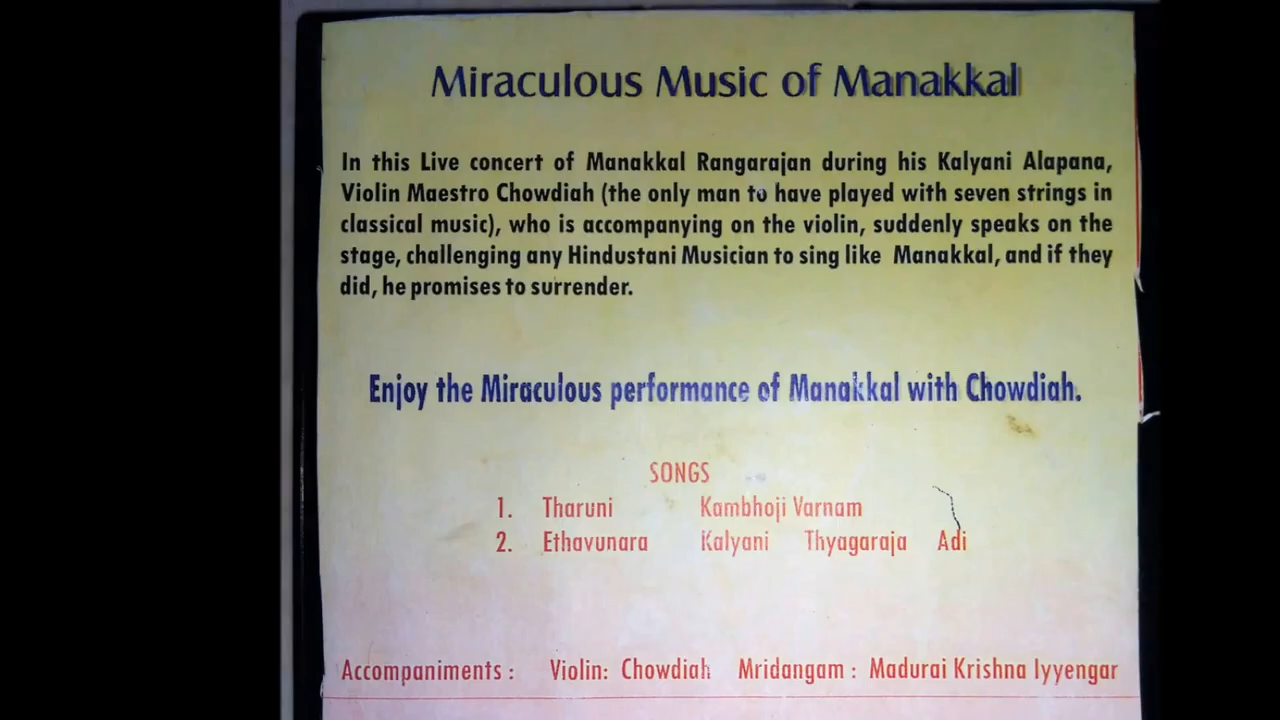 Miraculous Music of Manakkal
In this Live concert of Manakkal Rangarajan during his Kalyani Alapana,
Violin Maestro Chowdiah (the only man to have played with seven strings in
classical music), who is accompanying on the violin, suddenly speaks on the
stage, challenging any Hindustani Musician to sing like Manakkal, and if they
did, he promises to surrender.
Enjoy the Miraculous performance of Manakkal with Chowdiah.
SONGS
1. Tharuni Kambhoji Varnam
2. Ethavunara Kalyani Thyagaraja Adi
Accompaniments : Violin: Chowdiah Mridangam : Madurai Krishna Iyyengar